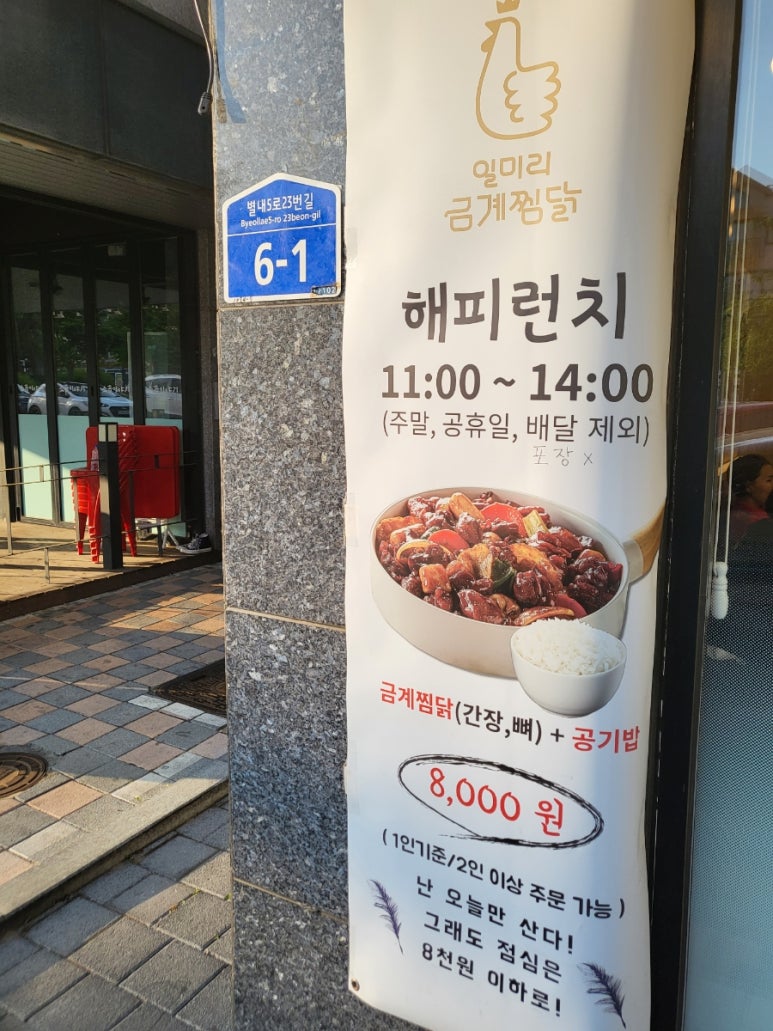 별내5로23번길
Byeollae5-ro 23beon-gil
6-1
일미리
금계찜닭
해피런치
11:00 ~ 14:00
(주말, 공휴일, 배달 제외)
포장 x
금계찜닭(간장,뼈) + 공기밥
8,000 원
( 1인기준/2인 이상 주문 가능 )
난 오늘만 산다!
그래도 점심은
8천원 이하로!